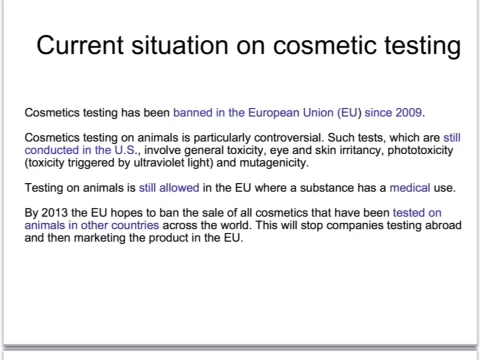 Current situation on cosmetic testing
Cosmetics testing has been banned in the European Union (EU) since 2009.
Cosmetics testing on animals is particularly controversial. Such tests, which are still
conducted in the U.S., involve general toxicity, eye and skin irritancy, phototoxicity
(toxicity triggered by ultraviolet light) and mutagenicity.
Testing on animals is still allowed in the EU where a substance has a medical use.
By 2013 the EU hopes to ban the sale of all cosmetics that have been tested on
animals in other countries across the world. This will stop companies testing abroad
and then marketing the product in the EU.